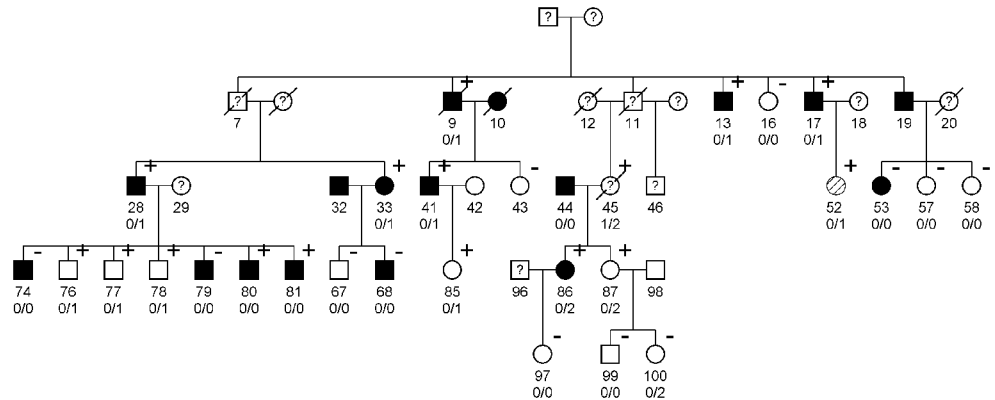 ? ?
+ + - +
? ? ? ? ? ? ?
7 9 10 12 11 13 16 17 18 19 20
0/1 0/1 0/0 0/1
+ + + - + + - - -
? ? ?
28 29 32 33 41 42 43 44 45 46 52 53 57 58
0/1 0/1 0/1 0/0 1/2 0/1 0/0 0/0 0/0
- + + + - + + - - + + +
?
74 76 77 78 79 80 81 67 68 85 96 86 87 98
0/0 0/1 0/1 0/1 0/0 0/0 0/0 0/0 0/0 0/1 0/2 0/2
- - -
97 99 100
0/0 0/0 0/2